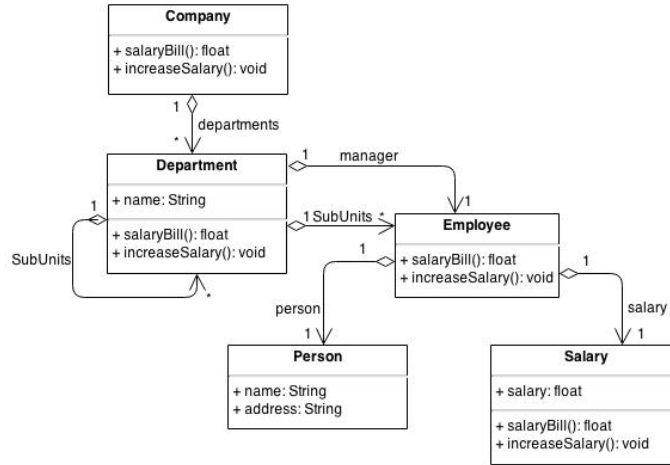 Company
+ salaryBill(): float
+ increaseSalary(): void
1
departments
*
Department
+ name: String
+ salaryBill(): float
+ increaseSalary(): void
1
manager
1
1 SubUnits *
1
SubUnits
*
Employee
+ salaryBill(): float
+ increaseSalary(): void
1
person
1
1
salary
1
Person
+ name: String
+ address: String
Salary
+ salary: float
+ salaryBill(): float
+ increaseSalary(): void